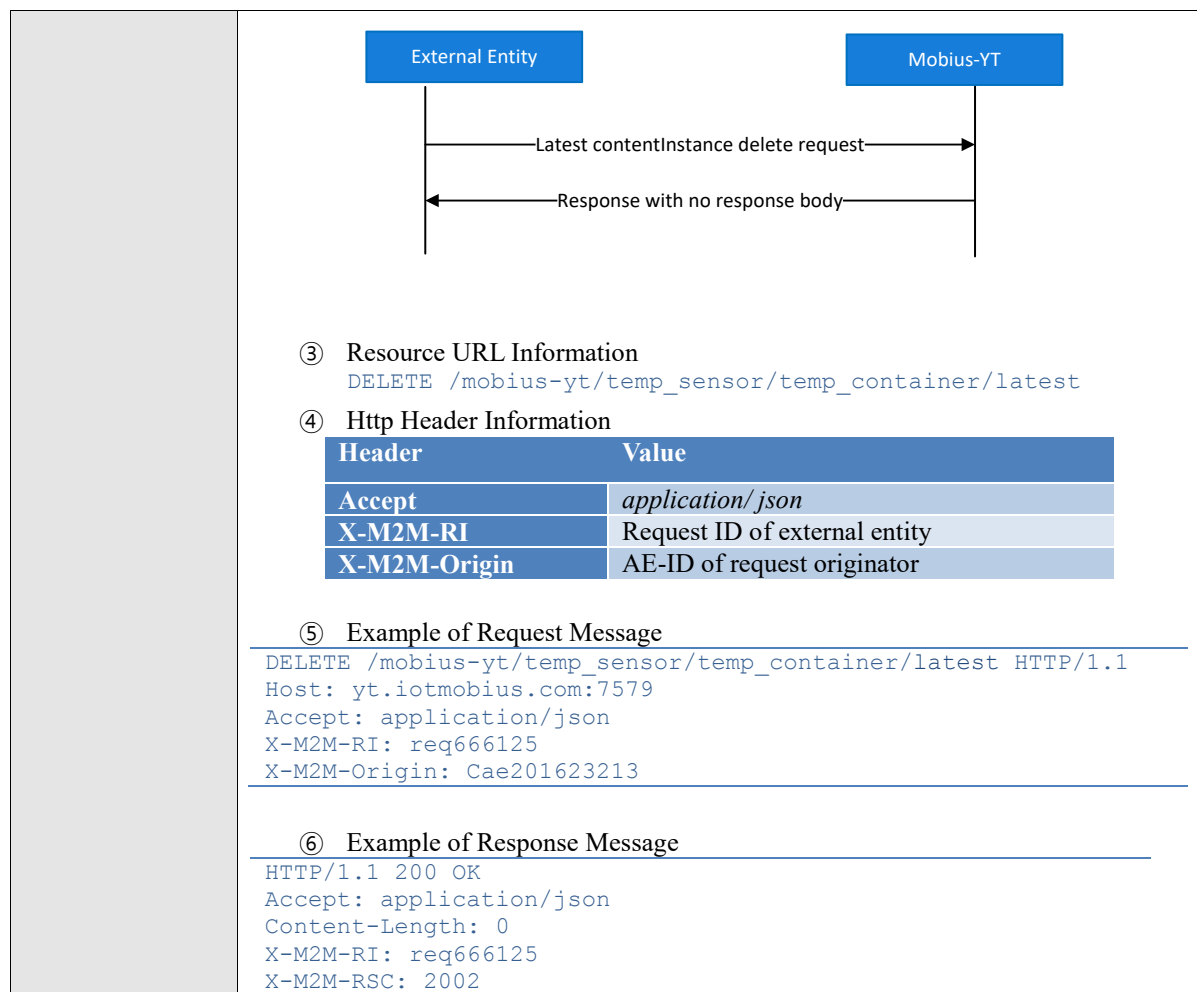 External Entity
Mobius-YT
Latest contentInstance delete request
Response with no response body
③ Resource URL Information
DELETE /mobius-yt/temp_sensor/temp_container/latest
④ Http Header Information
Header Value
Accept application/ json
X-M2M-RI Request ID of external entity
X-M2M-Origin AE-ID of request originator
⑤ Example of Request Message
DELETE /mobius-yt/temp_sensor/temp_container/latest HTTP/1.1
Host: yt.iotmobius.com:7579
Accept: application/json
X-M2M-RI: req666125
X-M2M-Origin: Cae201623213
⑥ Example of Response Message
HTTP/1.1 200 OK
Accept: application/json
Content-Length: 0
X-M2M-RI: req666125
X-M2M-RSC: 2002